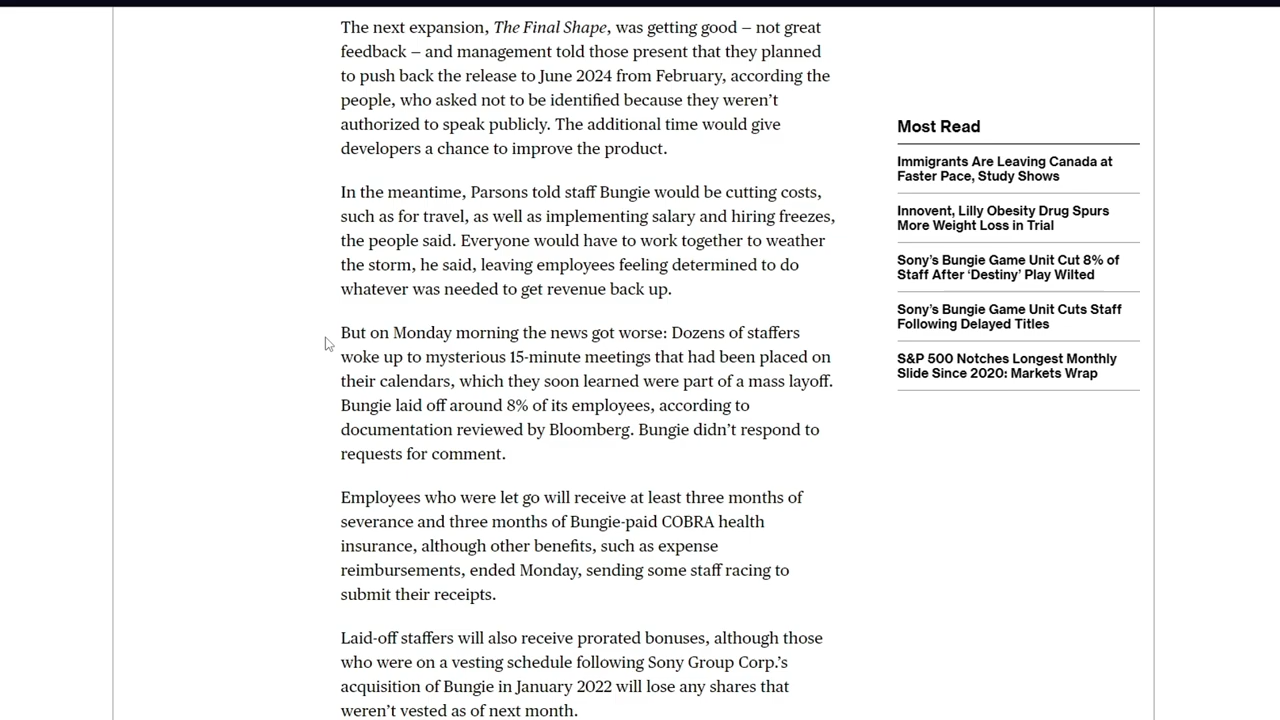 The next expansion, The Final Shape, was getting good – not great
feedback – and management told those present that they planned
to push back the release to June 2024 from February, according the
people, who asked not to be identified because they weren’t
authorized to speak publicly. The additional time would give
developers a chance to improve the product.
In the meantime, Parsons told staff Bungie would be cutting costs,
such as for travel, as well as implementing salary and hiring freezes,
the people said. Everyone would have to work together to weather
the storm, he said, leaving employees feeling determined to do
whatever was needed to get revenue back up.
But on Monday morning the news got worse: Dozens of staffers
woke up to mysterious 15-minute meetings that had been placed on
their calendars, which they soon learned were part of a mass layoff.
Bungie laid off around 8% of its employees, according to
documentation reviewed by Bloomberg. Bungie didn’t respond to
requests for comment.
Employees who were let go will receive at least three months of
severance and three months of Bungie-paid COBRA health
insurance, although other benefits, such as expense
reimbursements, ended Monday, sending some staff racing to
submit their receipts.
Laid-off staffers will also receive prorated bonuses, although those
who were on a vesting schedule following Sony Group Corp.’s
acquisition of Bungie in January 2022 will lose any shares that
weren’t vested as of next month.
Most Read
Immigrants Are Leaving Canada at
Faster Pace, Study Shows
Innovent, Lilly Obesity Drug Spurs
More Weight Loss in Trial
Sony’s Bungie Game Unit Cut 8% of
Staff After ‘Destiny’ Play Wilted
Sony’s Bungie Game Unit Cuts Staff
Following Delayed Titles
S&P 500 Notches Longest Monthly
Slide Since 2020: Markets Wrap